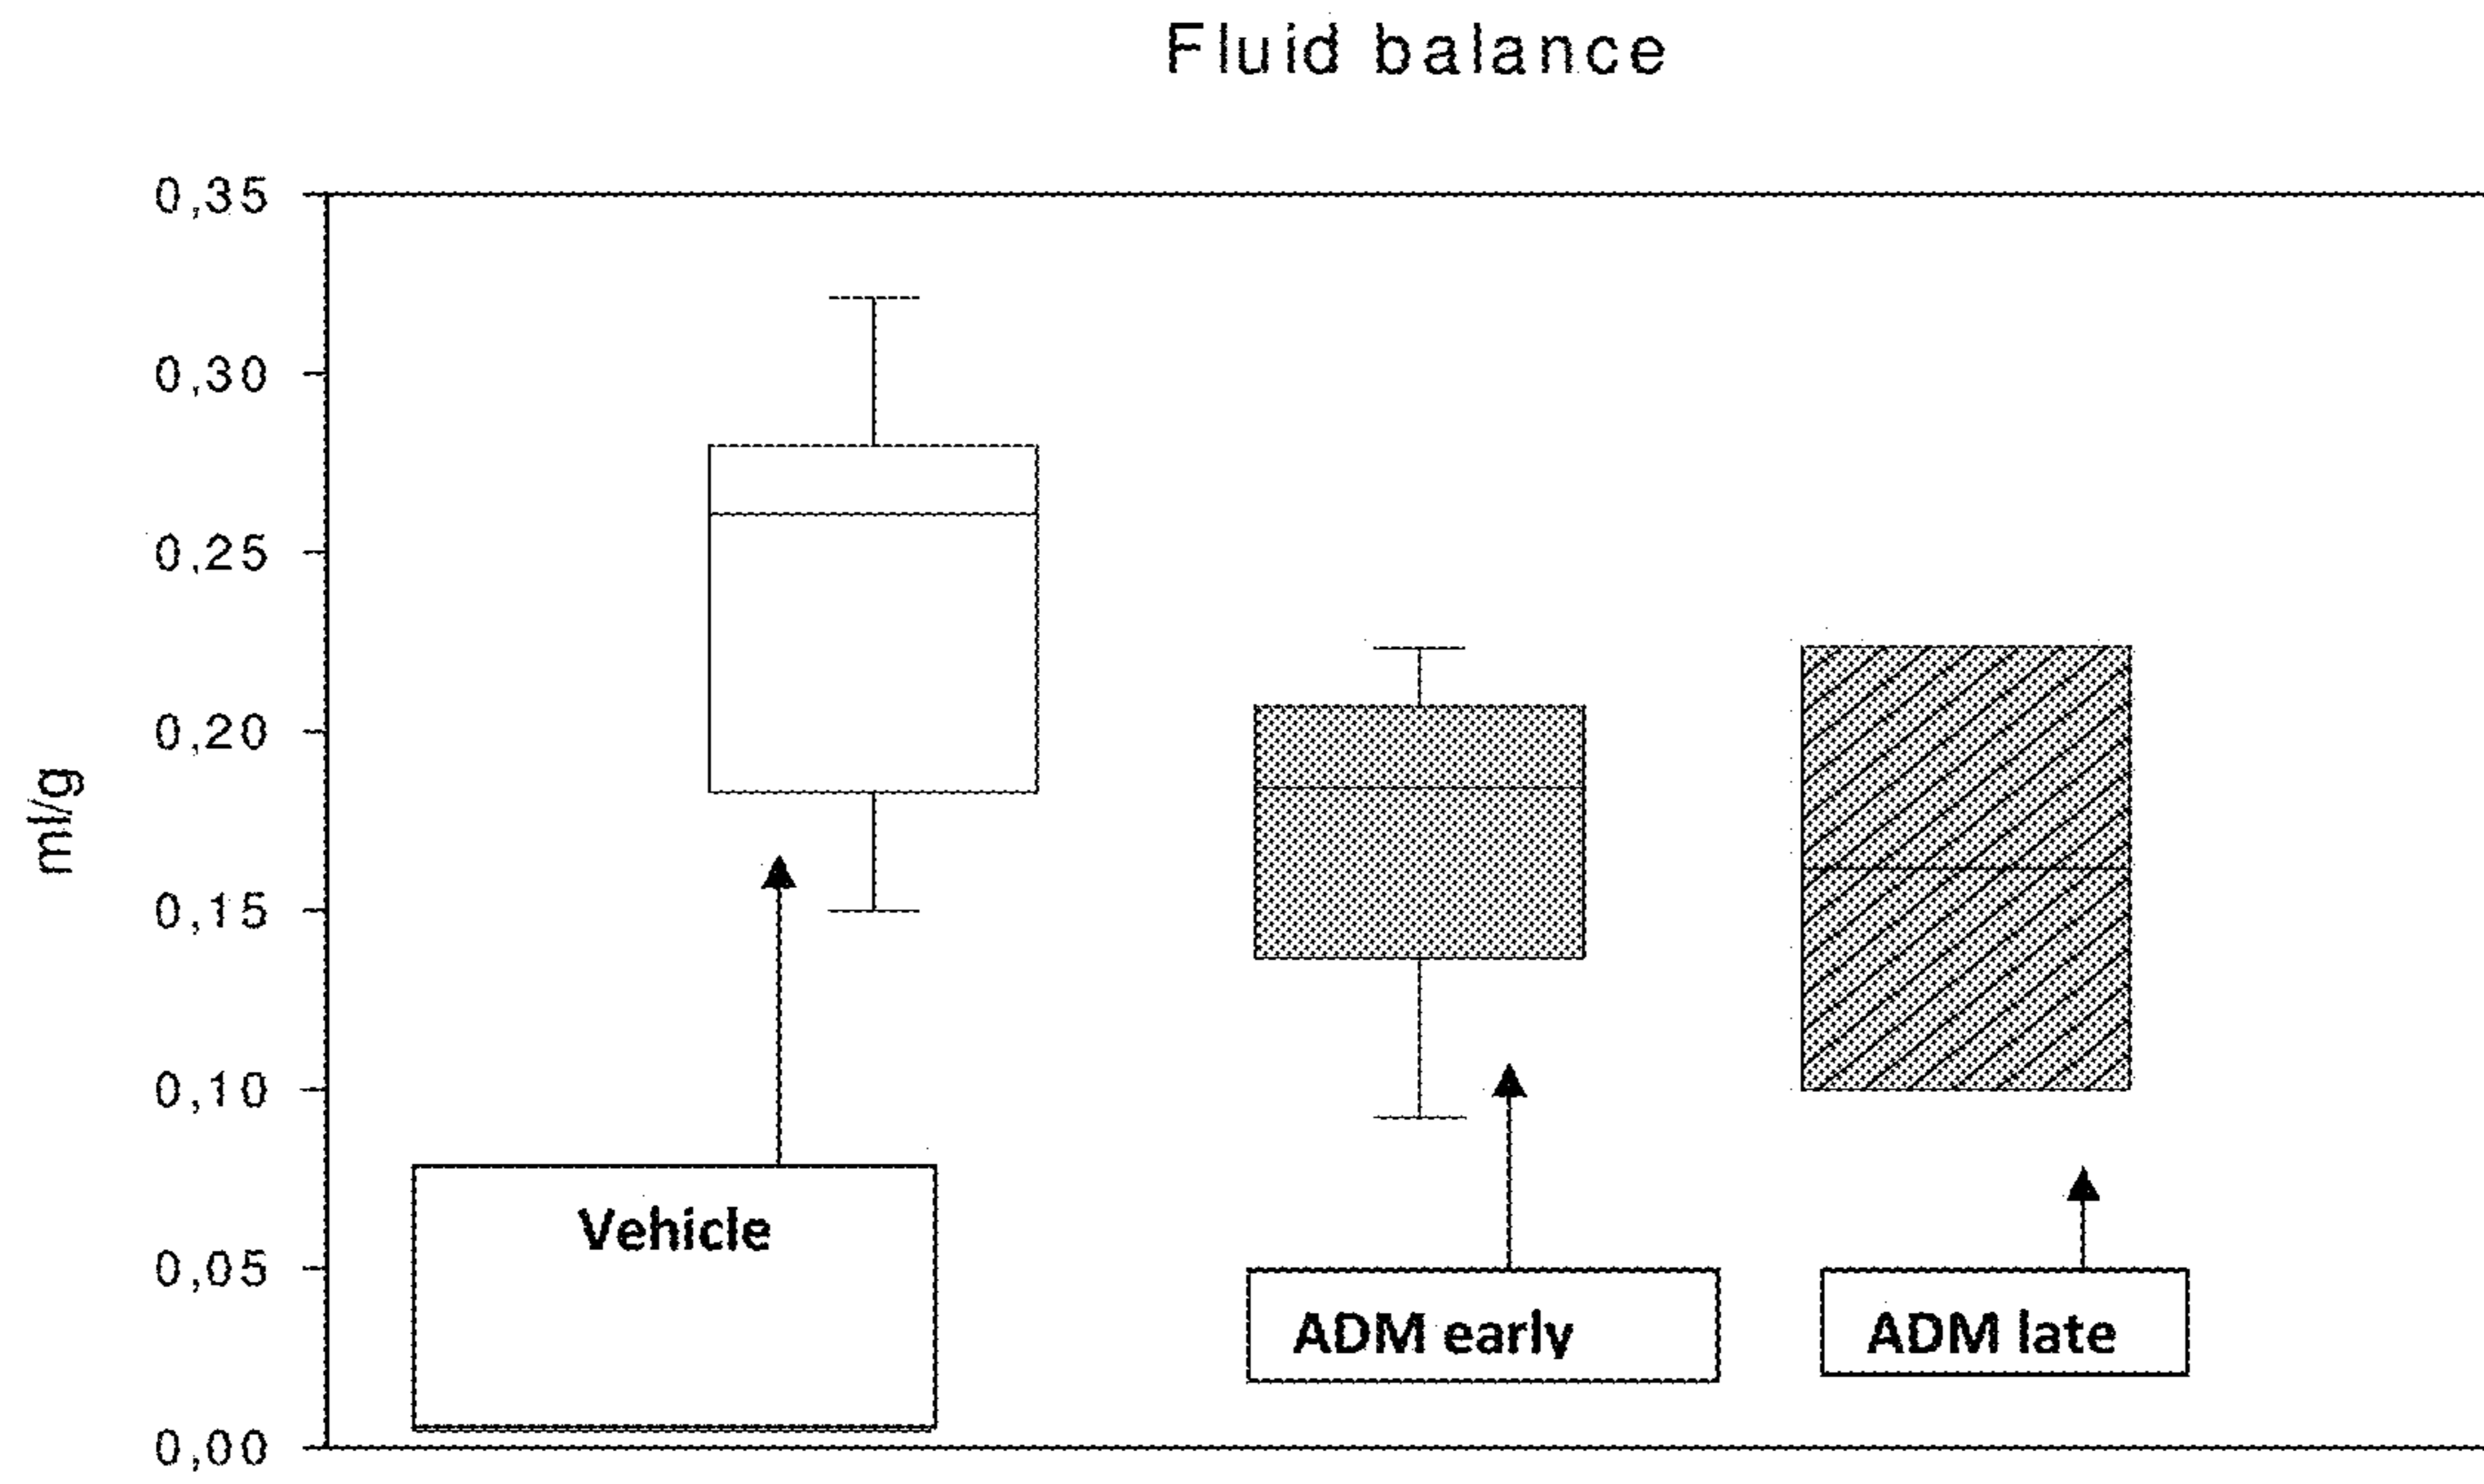 Fluid balance
0,35
0,30
0,25
0,20
0,15
0,10
0,05
0,00
ml/g
Vehicle
ADM early
ADM late